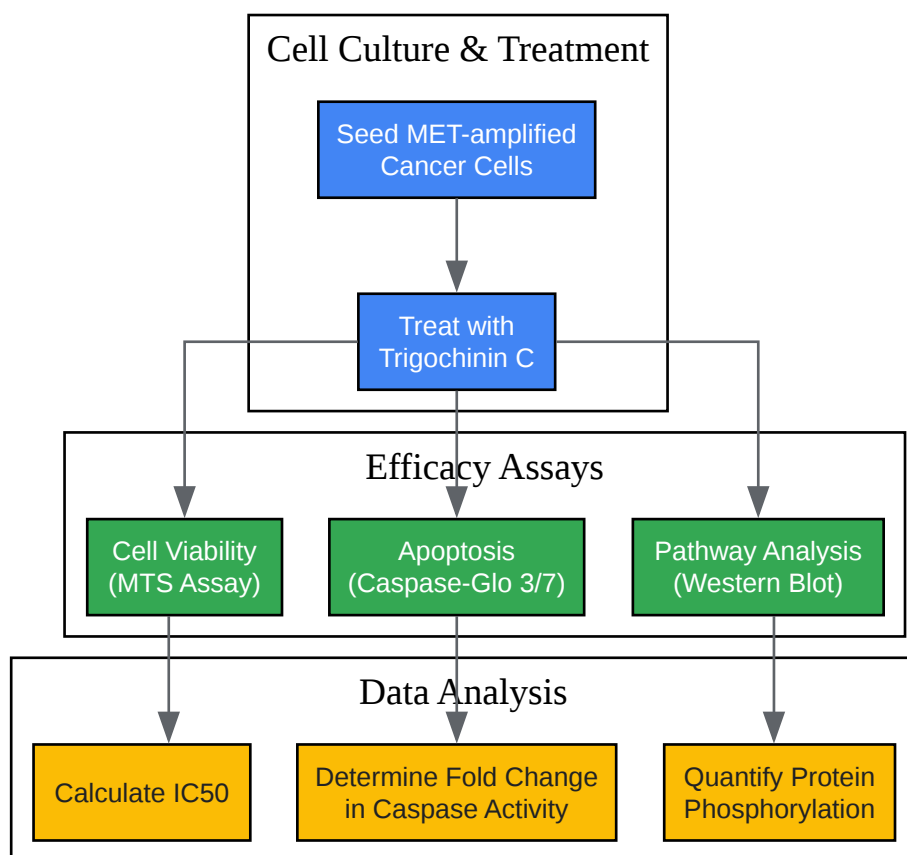 Cell Culture & Treatment
Seed MET-amplified
Cancer Cells
Treat with
Trigochinin C
Efficacy Assays
Cell Viability
(MTS Assay)
Apoptosis
(Caspase-Glo 3/7)
Pathway Analysis
(Western Blot)
Data Analysis
Calculate IC50
Determine Fold Change
in Caspase Activity
Quantify Protein
Phosphorylation